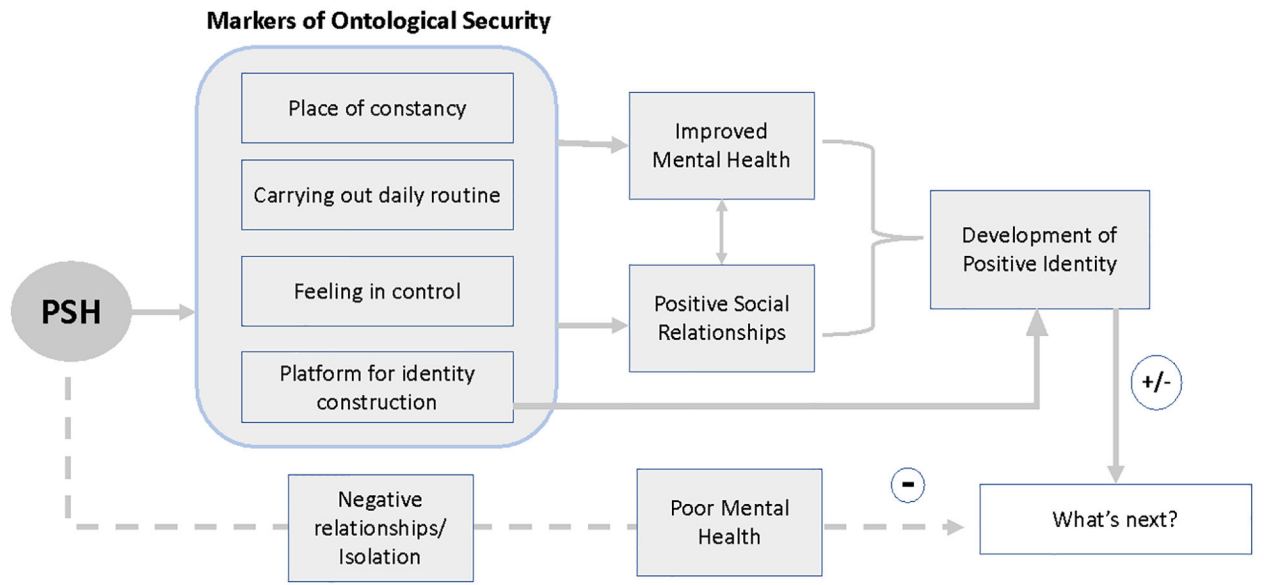 Markers of Ontological Security
Place of constancy
Carrying out daily routine
Feeling in control
Platform for identity
construction
PSH
Improved
Mental Health
Positive Social
Relationships
Development of
Positive Identity
+/-
Negative
relationships/
Isolation
Poor Mental
Health
-
What's next?